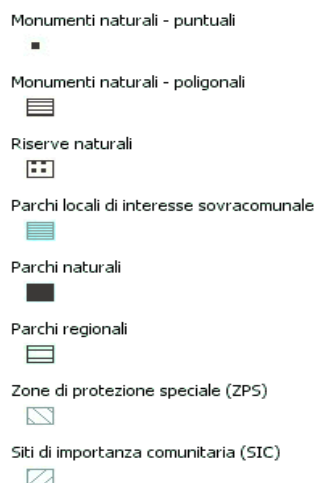 Monumenti naturali - puntuali
Monumenti naturali - poligonali
Riserve naturali
Parchi locali di interesse sovracomunale
Parchi naturali
Parchi regionali
Zone di protezione speciale (ZPS)
Siti di importanza comunitaria (SIC)